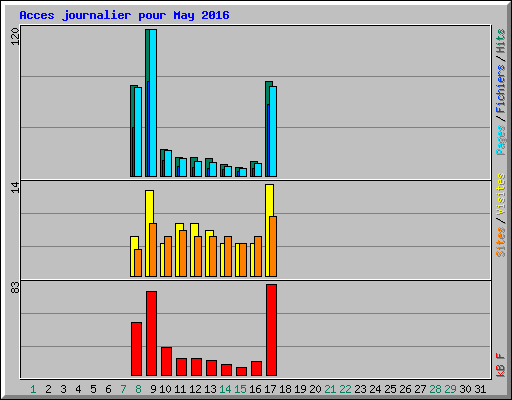 Acces journalier pour May 2016
120
Pages / Fichiers / Hits
14
Sites / Visites
83
kB F
1 2 3 4 5 6 7 8 9 10 11 12 13 14 15 16 17 18 19 20 21 22 23 24 25 26 27 28 29 30 31